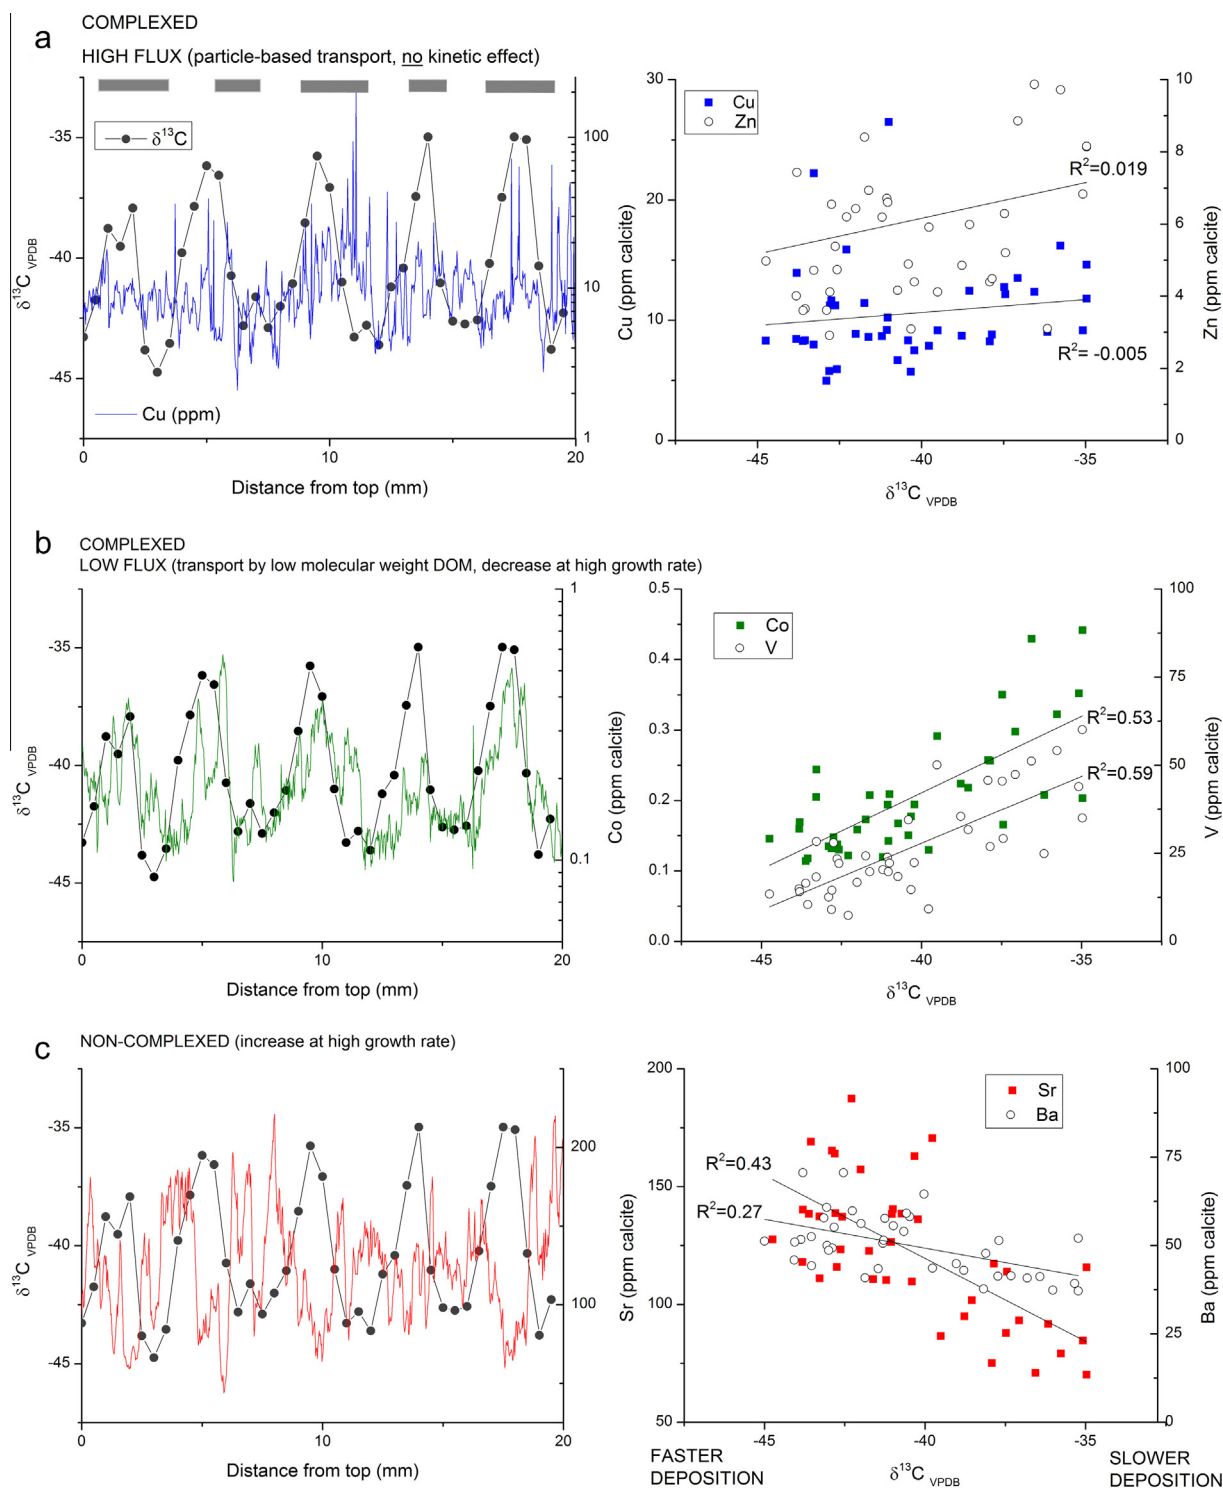 a
COMPLEXED
HIGH FLUX (particle-based transport, no kinetic effect)
δ13C
Cu (ppm)
-35
-40
-45
δ13C VPDB
100
10
1
0
10
20
Distance from top (mm)
Cu
Zn
R2=0.019
R2= -0.005
30
20
10
0
Cu (ppm calcite)
10
8
6
4
2
0
Zn (ppm calcite)
-45
-40
-35
δ13C VPDB
b
COMPLEXED
LOW FLUX (transport by low molecular weight DOM, decrease at high growth rate)
-35
-40
-45
δ13C VPDB
1
0.1
0
10
20
Distance from top (mm)
Co
V
R2=0.53
R2=0.59
0.5
0.4
0.3
0.2
0.1
0.0
Co (ppm calcite)
100
75
50
25
0
V (ppm calcite)
-45
-40
-35
δ13C VPDB
c
NON-COMPLEXED (increase at high growth rate)
-35
-40
-45
δ13C VPDB
200
100
0
10
20
Distance from top (mm)
Sr
Ba
R2=0.43
R2=0.27
200
150
100
50
Sr (ppm calcite)
100
75
50
25
0
Ba (ppm calcite)
-45
-40
-35
δ13C VPDB
FASTER
DEPOSITION
SLOWER
DEPOSITION